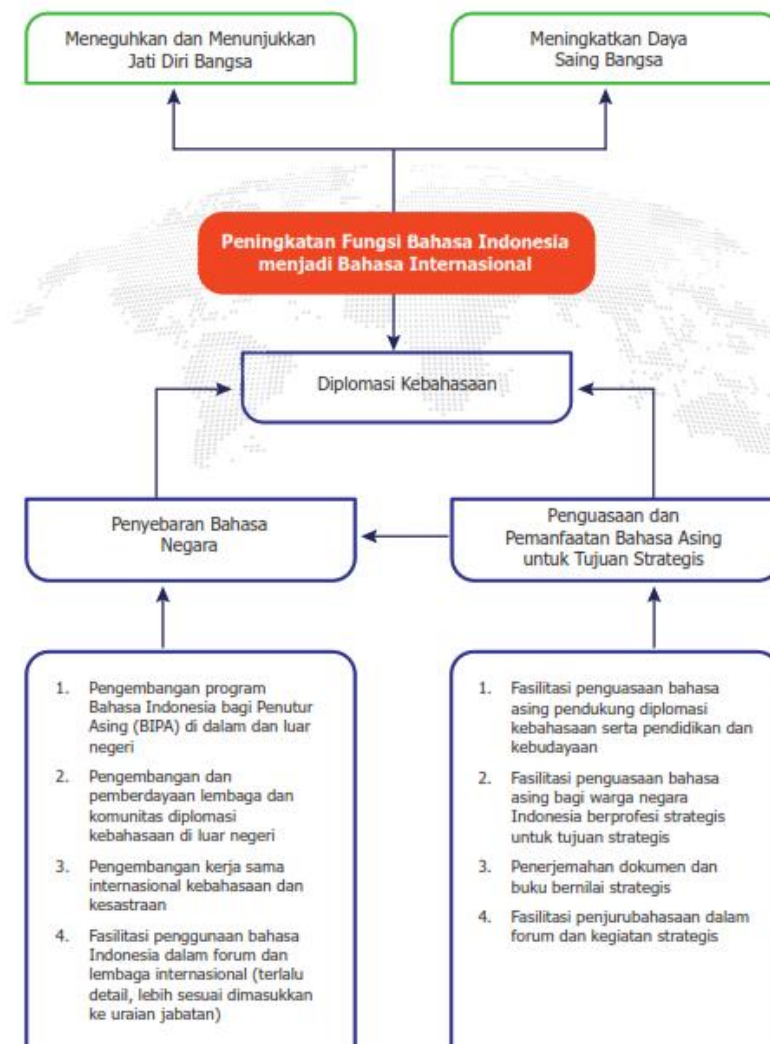 Meneguhkan dan Menunjukkan
Jati Diri Bangsa
Meningkatkan Daya
Saing Bangsa
Peningkatan Fungsi Bahasa Indonesia
menjadi Bahasa Internasional
Diplomasi Kebahasaan
Penyebaran Bahasa
Negara
Penguasaan dan
Pemanfaatan Bahasa Asing
untuk Tujuan Strategis
1. Pengembangan program
Bahasa Indonesia bagi Penutur
Asing (BIPA) di dalam dan luar
negeri
2. Pengembangan dan
pemberdayaan lembaga dan
komunitas diplomasi
kebahasaan di luar negeri
3. Pengembangan kerja sama
internasional kebahasaan dan
kesastraan
4. Fasilitasi penggunaan bahasa
Indonesia dalam forum dan
lembaga internasional (terlalu
detail, lebih sesuai dimasukkan
ke uraian jabatan)
1. Fasilitasi penguasaan bahasa
asing pendukung diplomasi
kebahasaan serta pendidikan dan
kebudayaan
2. Fasilitasi penguasaan bahasa
asing bagi warga negara
Indonesia berprofesi strategis
untuk tujuan strategis
3. Penerjemahan dokumen dan
buku bernilai strategis
4. Fasilitasi penjurubahasaan dalam
forum dan kegiatan strategis